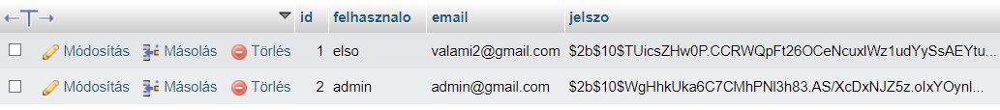 id felhasznalo email jelszo
Módosítás Másolás Törlés 1 elso valami2@gmail.com $2b$10$TUicsZHw0P.CCRWQpFt26OCeNcuxlWz1udYySsAEYtu...
Módosítás Másolás Törlés 2 admin admin@gmail.com $2b$10$WgHhkUka6C7CMhPNl3h83.AS/XcDxNJZ5z.olxYOynl...